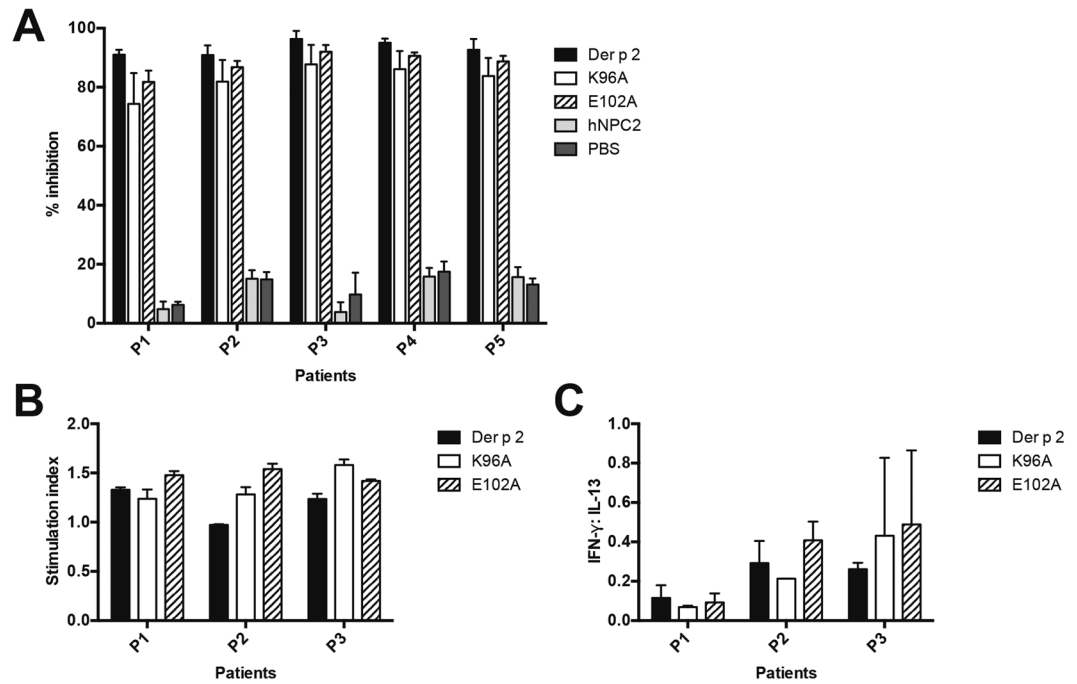 A
100
80
60
40
20
0
% inhibition
P1
P2
P3
P4
P5
Patients
Der p 2
K96A
E102A
hNPC2
PBS
B
2.0
1.5
1.0
0.5
0.0
Stimulation index
P1
P2
P3
Patients
Der p 2
K96A
E102A
C
1.0
0.8
0.6
0.4
0.2
0.0
IFN-γ: IL-13
P1
P2
P3
Patients
Der p 2
K96A
E102A